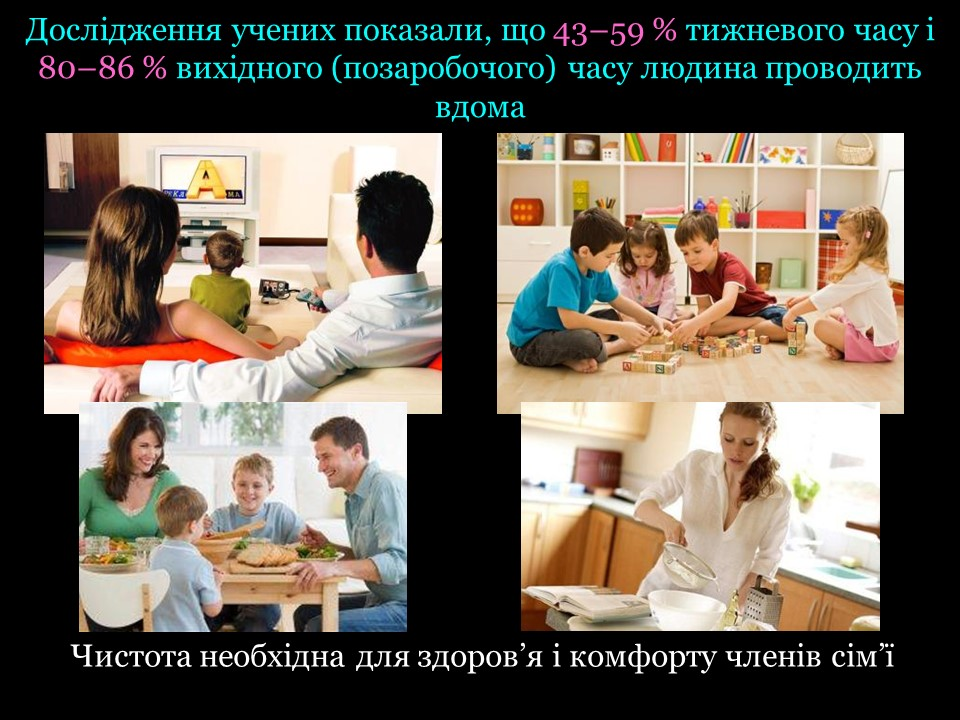 Дослідження учених показали, що 43–59 % тижневого часу і
80–86 % вихідного (позаробочого) часу людина проводить
вдома
А
Чистота необхідна для здоров’я і комфорту членів сім’ї